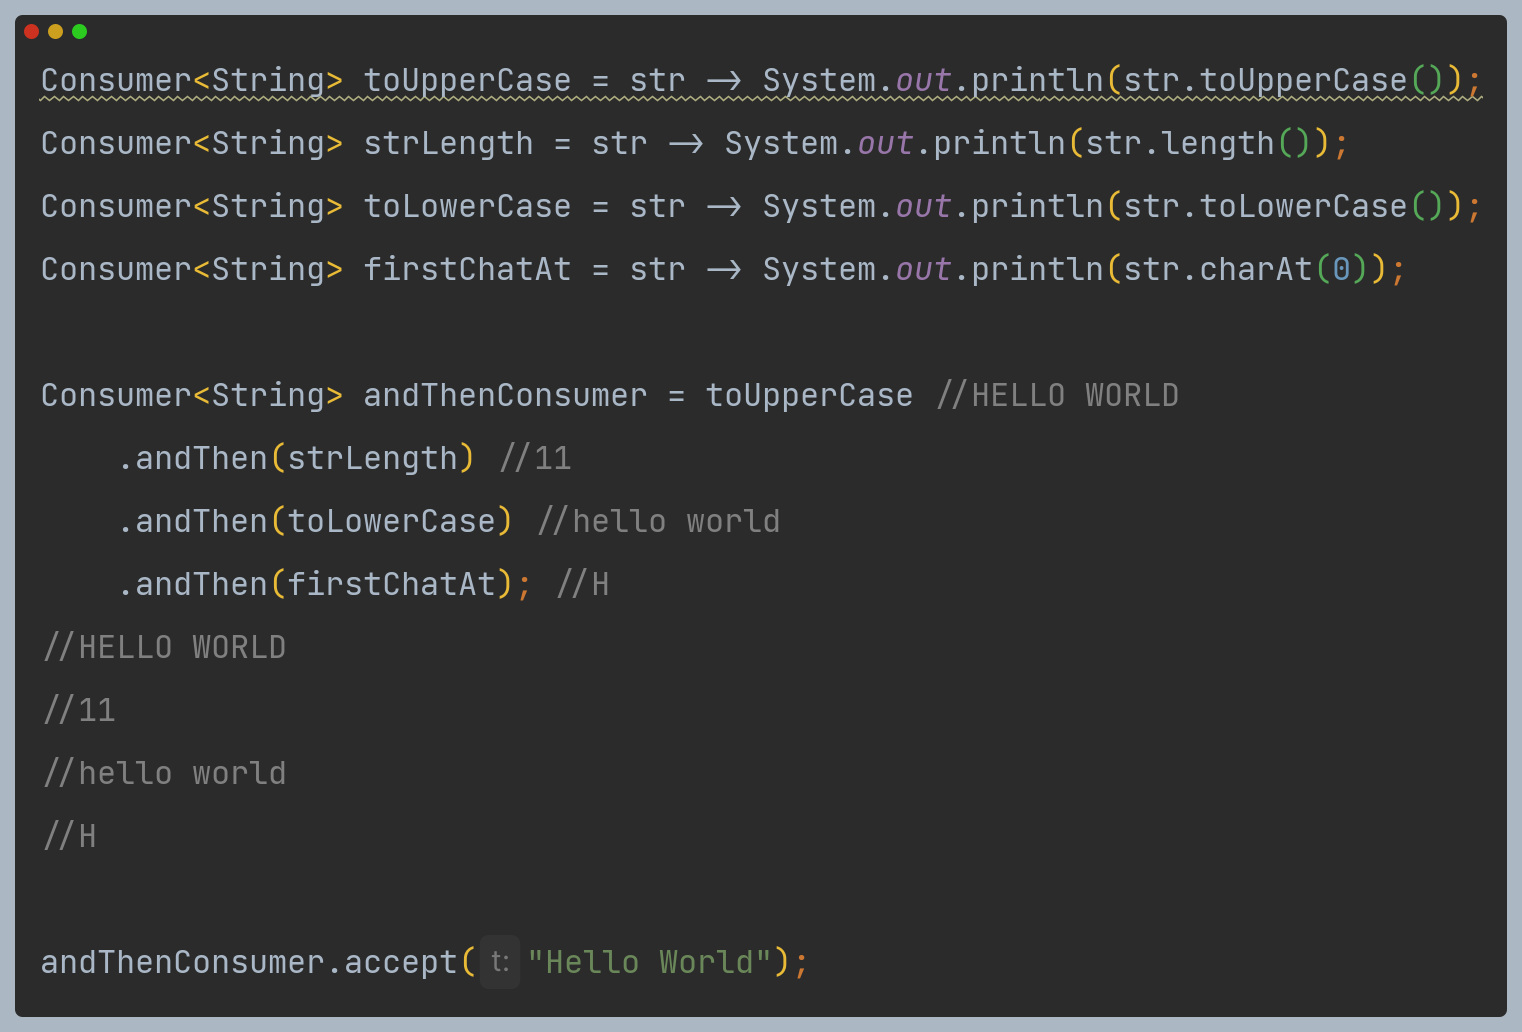 Consumer<String> toUpperCase = str -> System.out.println(str.toUpperCase());
Consumer<String> strLength = str -> System.out.println(str.length());
Consumer<String> toLowerCase = str -> System.out.println(str.toLowerCase());
Consumer<String> firstChatAt = str -> System.out.println(str.charAt(0));
Consumer<String> andThenConsumer = toUpperCase //HELLO WORLD
.andThen(strLength) //11
.andThen(toLowerCase) //hello world
.andThen(firstChatAt); //H
//HELLO WORLD
//11
//hello world
//H
andThenConsumer.accept( t: "Hello World");